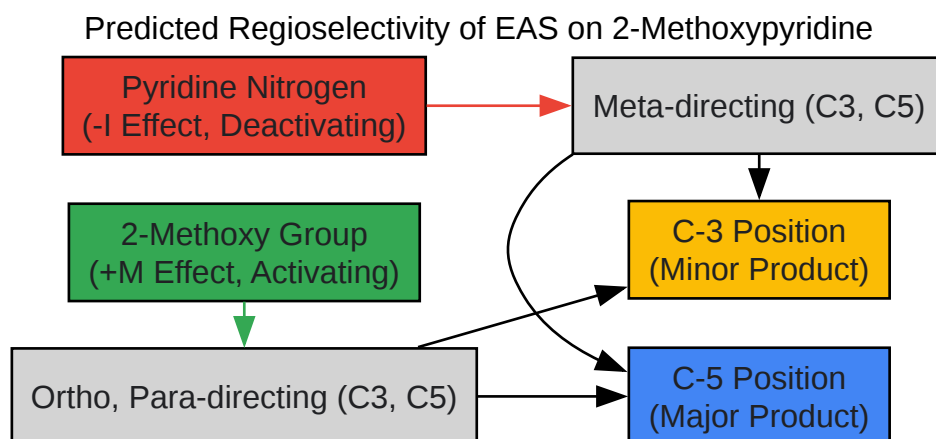 Predicted Regioselectivity of EAS on 2-Methoxypyridine
Pyridine Nitrogen
(-I Effect, Deactivating)
Meta-directing (C3, C5)
2-Methoxy Group
(+M Effect, Activating)
C-3 Position
(Minor Product)
Ortho, Para-directing (C3, C5)
C-5 Position
(Major Product)